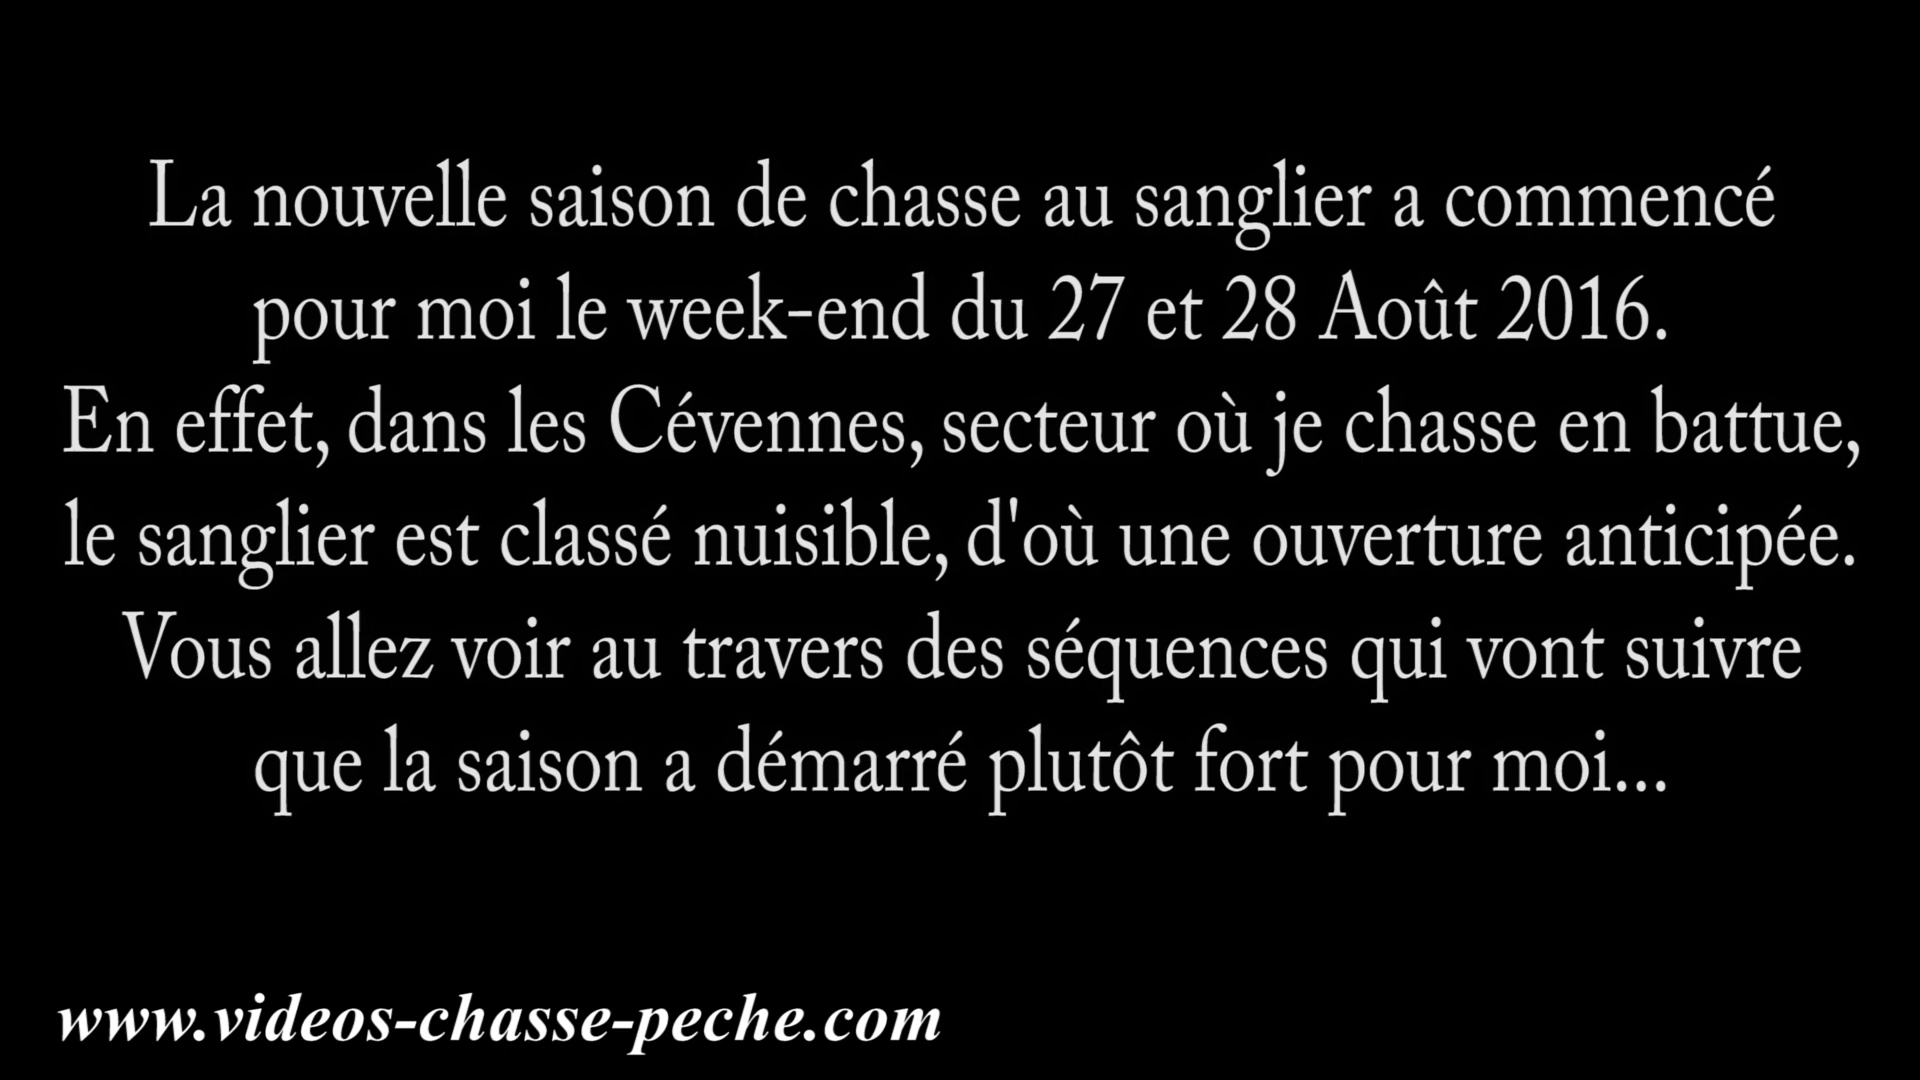 La nouvelle saison de chasse au sanglier a commencé
pour moi le week-end du 27 et 28 Août 2016.
En effet, dans les Cévennes, secteur où je chasse en battue,
le sanglier est classé nuisible, d'où une ouverture anticipée.
Vous allez voir au travers des séquences qui vont suivre
que la saison a démarré plutôt fort pour moi...
www.videos-chasse-peche.com